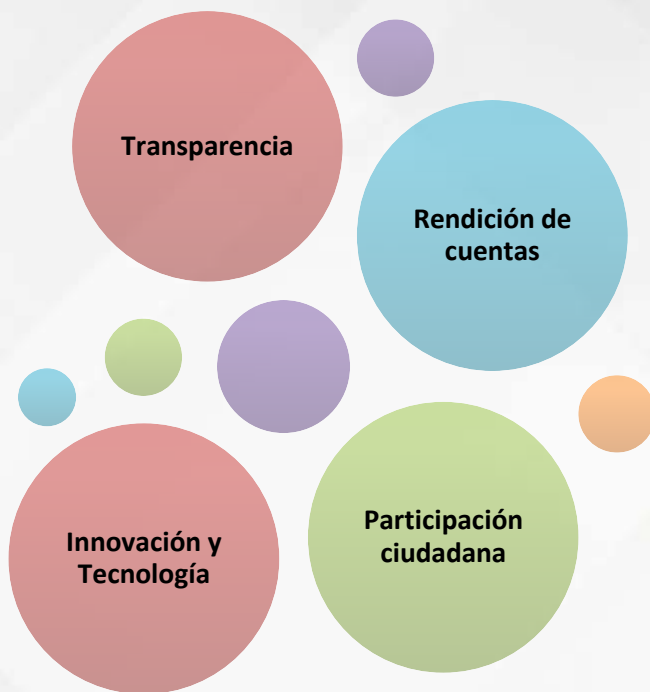 Transparencia
Rendición de
cuentas
Participación
ciudadana
Innovación y
Tecnología